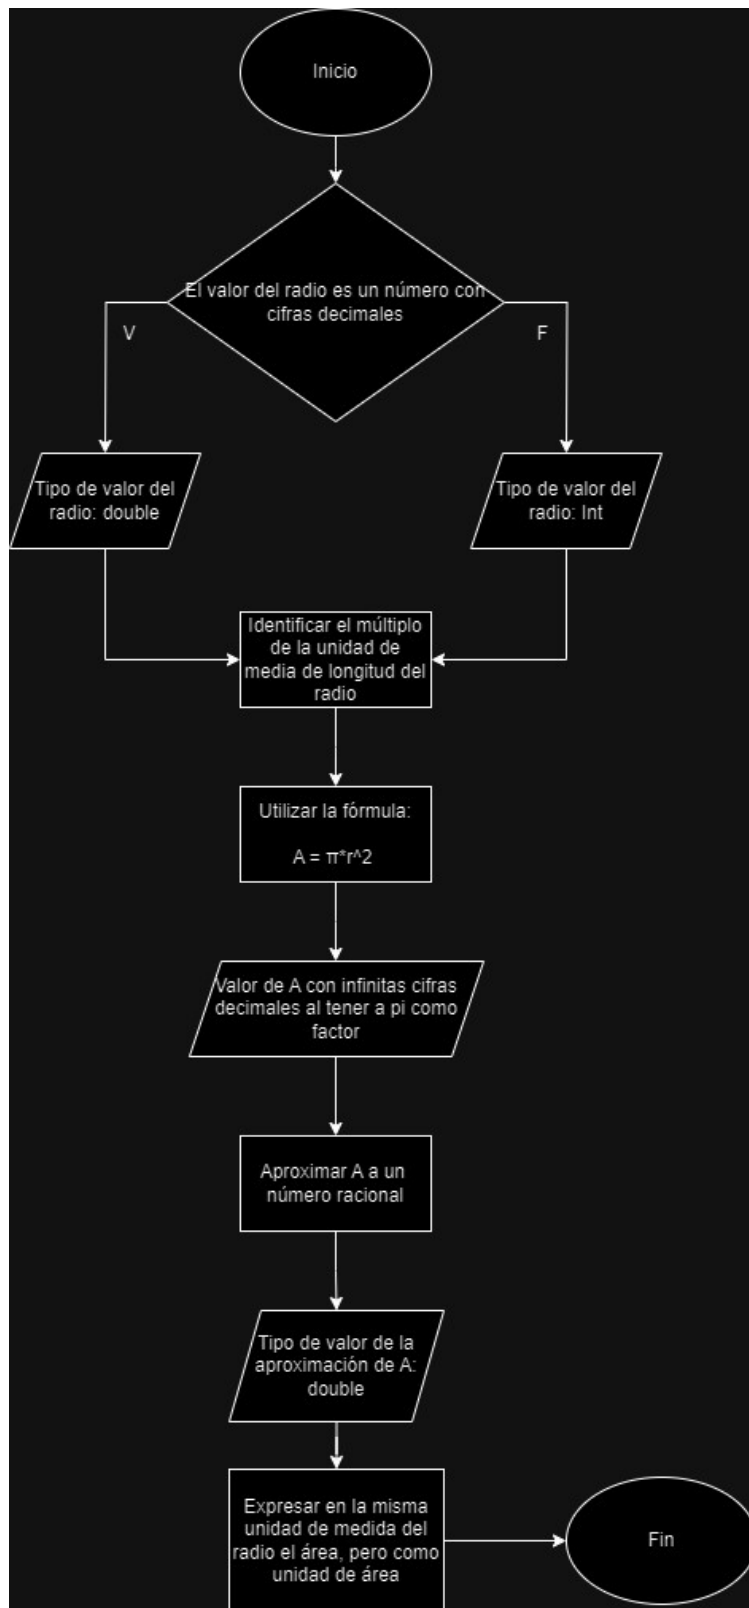 Inicio
El valor del radio es un número con
cifras decimales
V
F
Tipo de valor del
radio: double
Tipo de valor del
radio: Int
Identificar el múltiplo
de la unidad de
media de longitud del
radio
Utilizar la fórmula:
A = π*r^2
Valor de A con infinitas cifras
decimales al tener a pi como
factor
Aproximar A a un
número racional
Tipo de valor de la
aproximación de A:
double
Expresar en la misma
unidad de medida del
radio el área, pero como
unidad de área
Fin